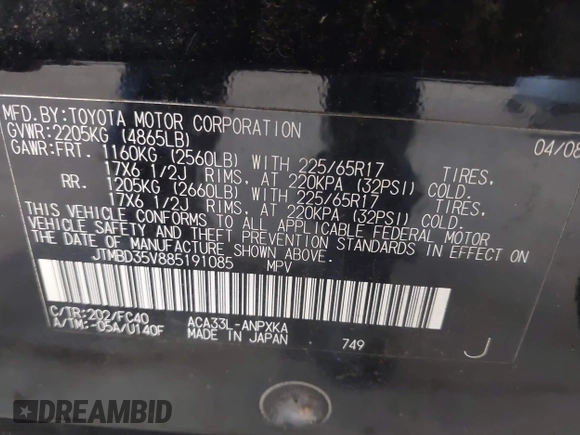 MFD.BY:TOYOTA MOTOR CORPORATION 04/08
GVWR:2205KG (4865LB)
GAWR:FRT. 1160KG (2560LB) WITH 225/65R17 TIRES,
17X6 1/2J RIMS, AT 220KPA (32PSI) COLD.
RR. 1205KG (2660LB) WITH 225/65R17 TIRES,
17X6 1/2J RIMS, AT 220KPA (32PSI) COLD.
THIS VEHICLE CONFORMS TO ALL APPLICABLE FEDERAL MOTOR
VEHICLE SAFETY AND THEFT PREVENTION STANDARDS IN EFFECT ON
THE DATE OF MANUFACTURE SHOWN ABOVE.
JTMBD35V885191085 MPV
C/TR:202/FC40 ACA33L-ANPXKA
A/TM:-05A/U140F MADE IN JAPAN 749 J
DREAMBID